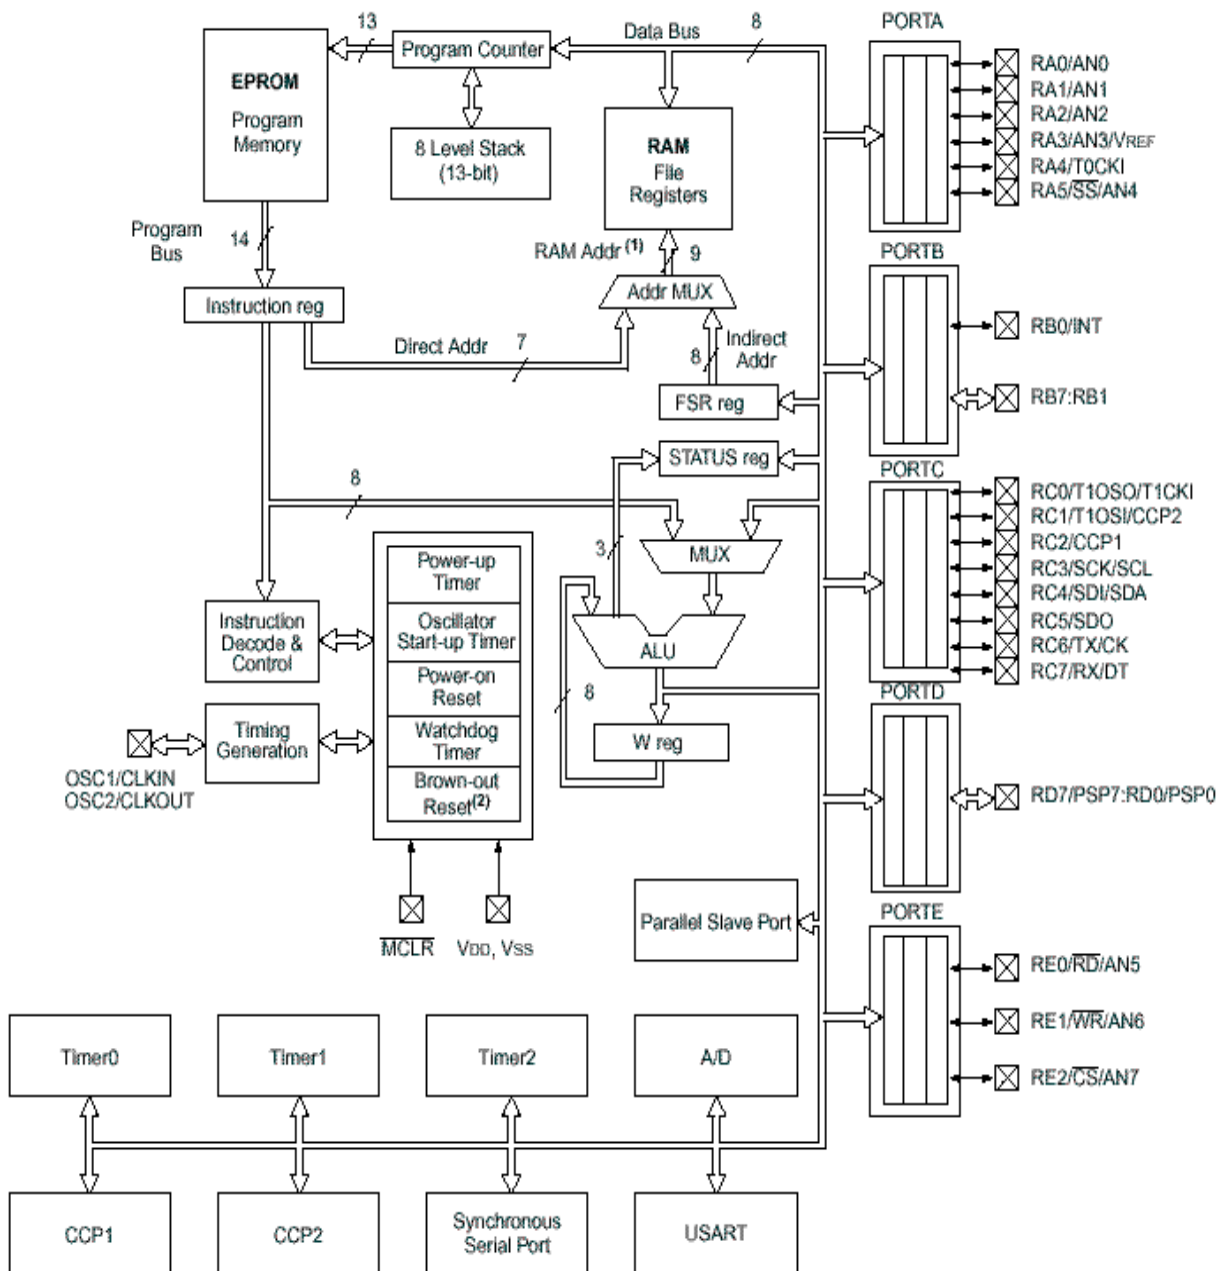 13
Data Bus
8
PORTA
EPROM
Program
Memory
Program Counter
8 Level Stack
(13-bit)
RAM
File
Registers
RA0/AN0
RA1/AN1
RA2/AN2
RA3/AN3/VREF
RA4/T0CKI
RA5/SS/AN4
Program
Bus
14
RAM Addr (1)
9
PORTB
Instruction reg
Addr MUX
RB0/INT
Direct Addr
7
8
Indirect
Addr
FSR reg
RB7:RB1
STATUS reg
PORTC
8
3
MUX
RC0/T1OSO/T1CKI
RC1/T1OSI/CCP2
RC2/CCP1
RC3/SCK/SCL
RC4/SDI/SDA
RC5/SDO
RC6/TX/CK
RC7/RX/DT
Power-up
Timer
Instruction
Decode &
Control
Oscillator
Start-up Timer
ALU
Power-on
Reset
8
PORTD
Timing
Generation
Watchdog
Timer
W reg
OSC1/CLKIN
OSC2/CLKOUT
Brown-out
Reset(2)
RD7/PSP7:RD0/PSP0
MCLR
VDD, VSS
Parallel Slave Port
PORTE
RE0/RD/AN5
RE1/WR/AN6
RE2/CS/AN7
Timer0
Timer1
Timer2
A/D
CCP1
CCP2
Synchronous
Serial Port
USART